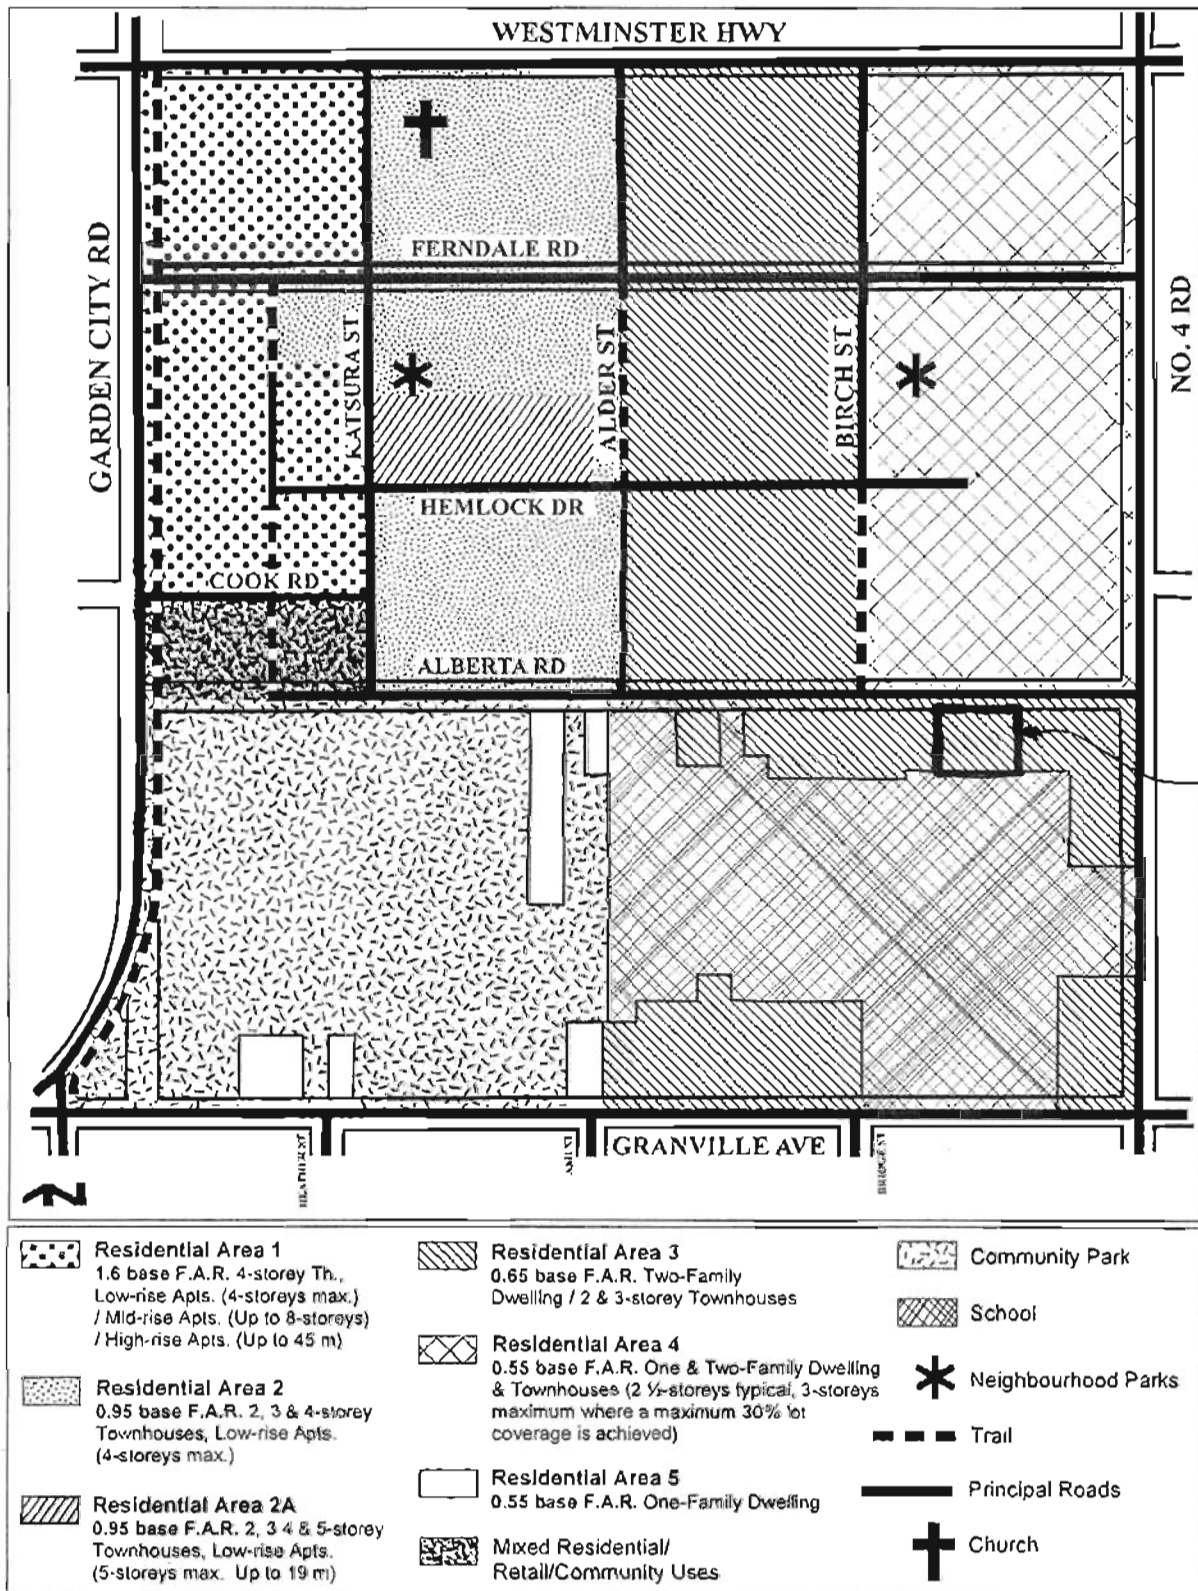 WESTMINSTER HWY
GARDEN CITY RD
FERNDALE RD
KATSURA ST
ALDER ST
BIRCH ST
NO. 4 RD
HEMLOCK DR
COOK RD
ALBERTA RD
HEATHER ST
ASH ST
GRANVILLE AVE
BRIDGE ST
Residential Area 1
1.6 base F.A.R. 4-storey Th.,
Low-rise Apts. (4-storeys max.)
/ Mid-rise Apts. (Up to 8-storeys)
/ High-rise Apts. (Up to 45 m)
Residential Area 2
0.95 base F.A.R. 2, 3 & 4-storey
Townhouses, Low-rise Apts.
(4-storeys max.)
Residential Area 2A
0.95 base F.A.R. 2, 3 4 & 5-storey
Townhouses, Low-rise Apts.
(5-storeys max. Up to 19 m)
Residential Area 3
0.65 base F.A.R. Two-Family
Dwelling / 2 & 3-storey Townhouses
Residential Area 4
0.55 base F.A.R. One & Two-Family Dwelling
& Townhouses (2 ½-storeys typical, 3-storeys
maximum where a maximum 30% lot
coverage is achieved)
Residential Area 5
0.55 base F.A.R. One-Family Dwelling
Mixed Residential/
Retail/Community Uses
Community Park
School
Neighbourhood Parks
Trail
Principal Roads
Church